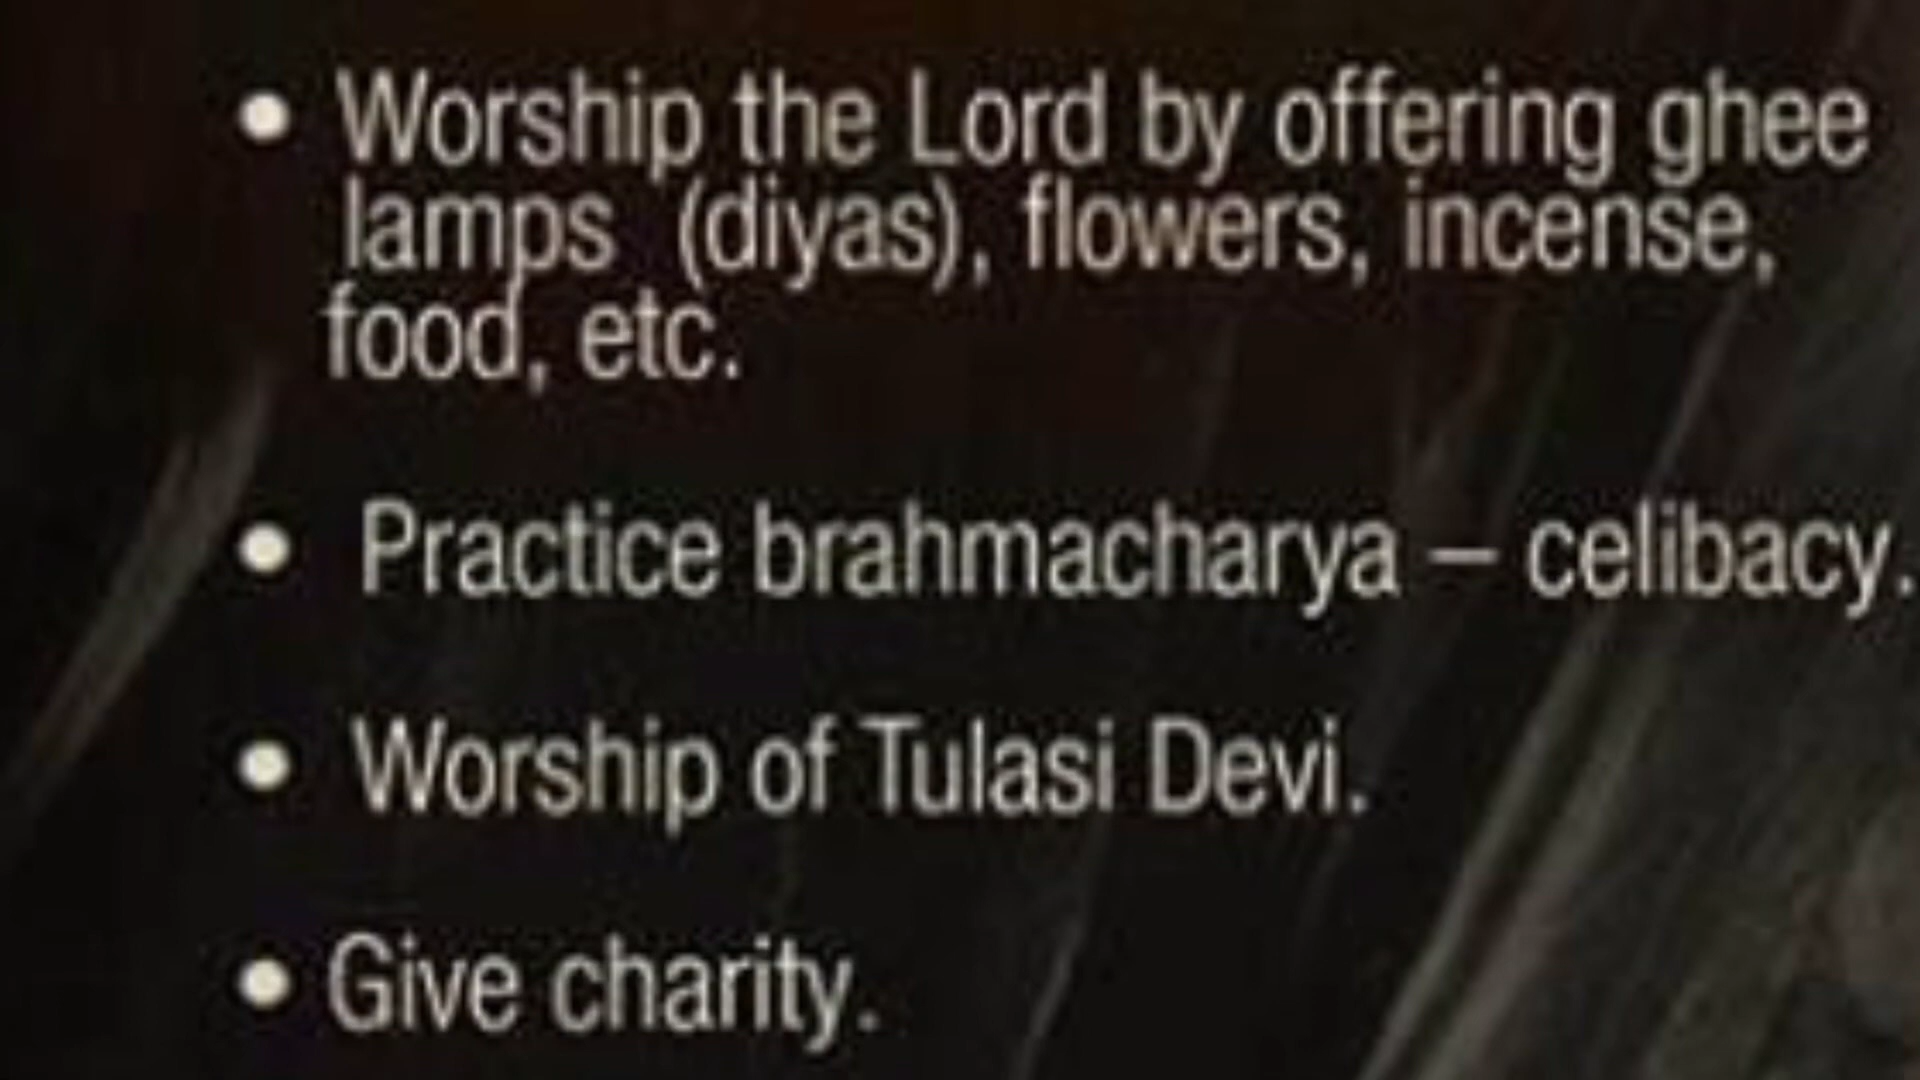 • Worship the Lord by offering ghee
lamps (diyas), flowers, incense,
food, etc.
• Practice brahmacharya – celibacy.
• Worship of Tulasi Devi.
• Give charity.